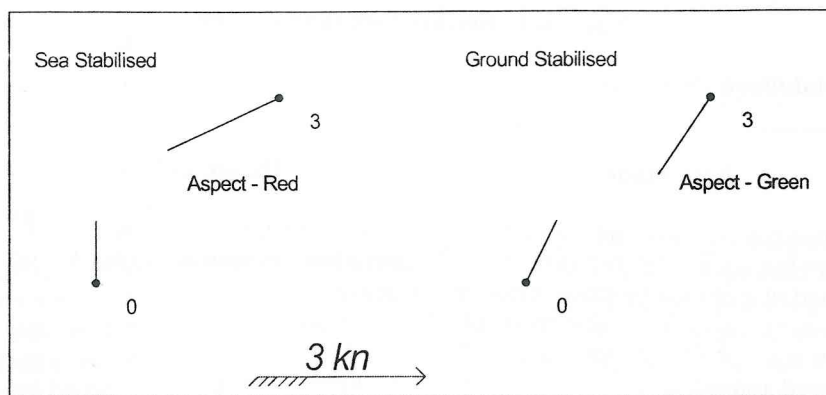 Sea Stabilised
Ground Stabilised
3
3
Aspect - Red
Aspect - Green
0
0
3 kn